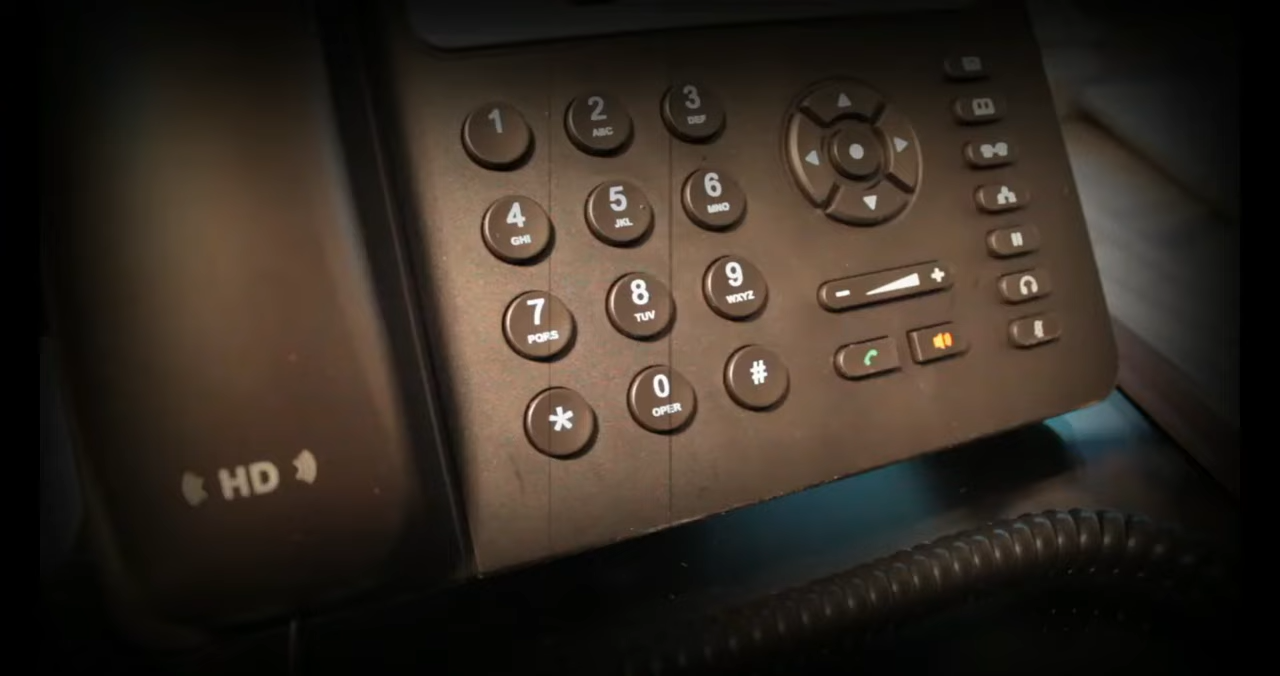 1
2
ABC
3
DEF
4
GHI
5
JKL
6
MNO
7
PQRS
8
TUV
9
WXYZ
*
0
OPER
#
- +
HD